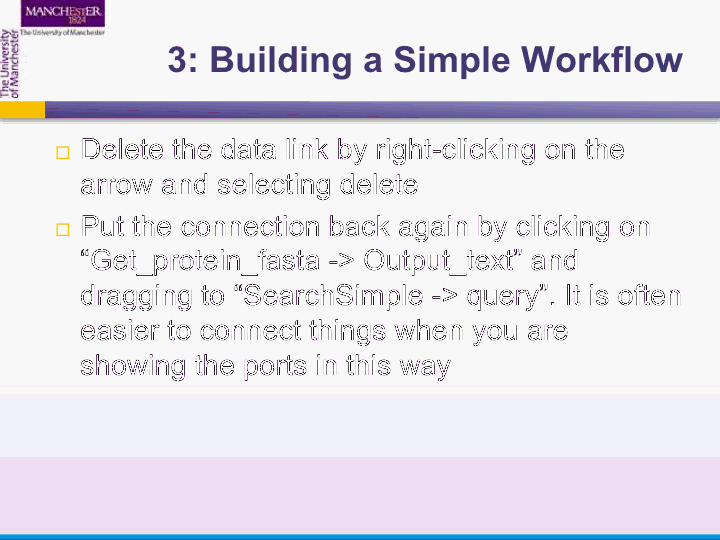 MANCHESTER
1824
The University of Manchester
The University
of Manchester
3: Building a Simple Workflow
Delete the data link by right-clicking on the
arrow and selecting delete
Put the connection back again by clicking on
“Get_protein_fasta -> Output_text” and
dragging to “SearchSimple -> query”. It is often
easier to connect things when you are
showing the ports in this way